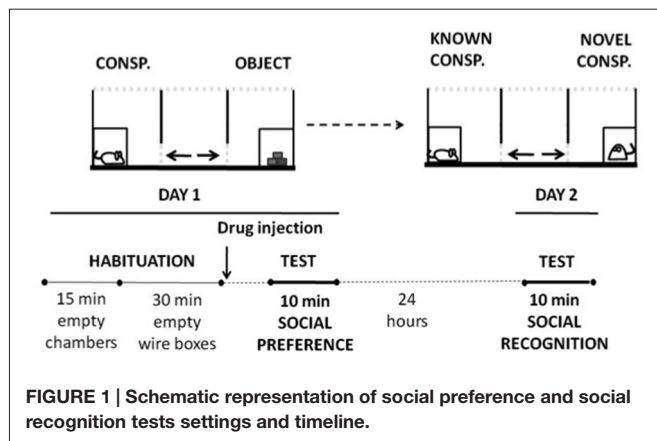 CONSP.
OBJECT
KNOWN
CONSP.
NOVEL
CONSP.
DAY 1
DAY 2
Drug injection
HABITUATION
TEST
TEST
15 min
empty
chambers
30 min
empty
wire boxes
10 min
SOCIAL
PREFERENCE
24
hours
10 min
SOCIAL
RECOGNITION
FIGURE 1 | Schematic representation of social preference and social
recognition tests settings and timeline.